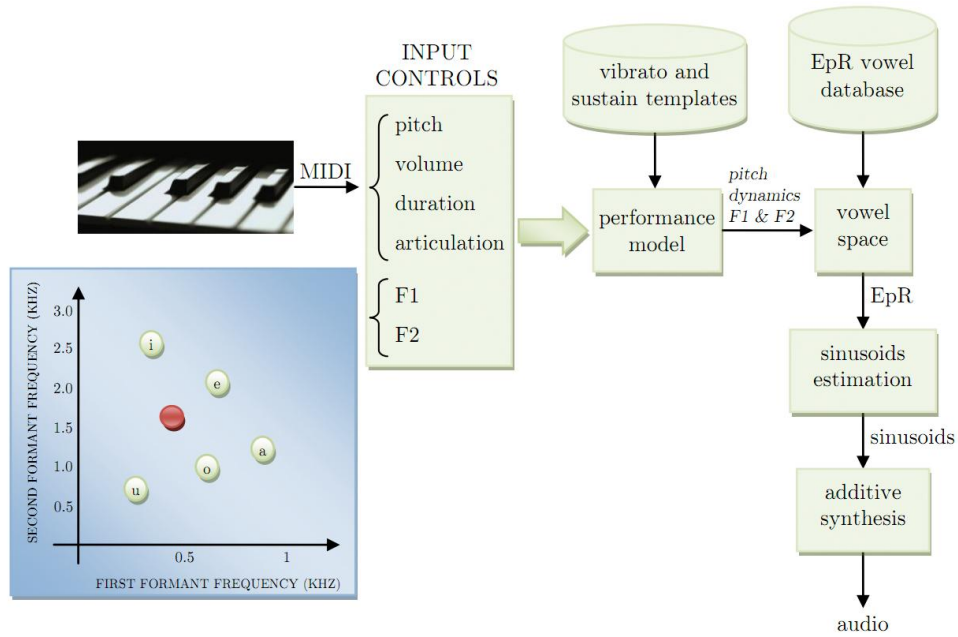 INPUT
CONTROLS
pitch
volume
duration
articulation
F1
F2
MIDI
vibrato and
sustain templates
EpR vowel
database
performance
model
pitch
dynamics
F1 & F2
vowel
space
EpR
sinusoids
estimation
sinusoids
additive
synthesis
audio
SECOND FORMANT FREQUENCY (KHZ)
3.0
2.5
2.0
1.5
1.0
0.5
i
e
a
o
u
0.5
1
FIRST FORMANT FREQUENCY (KHZ)